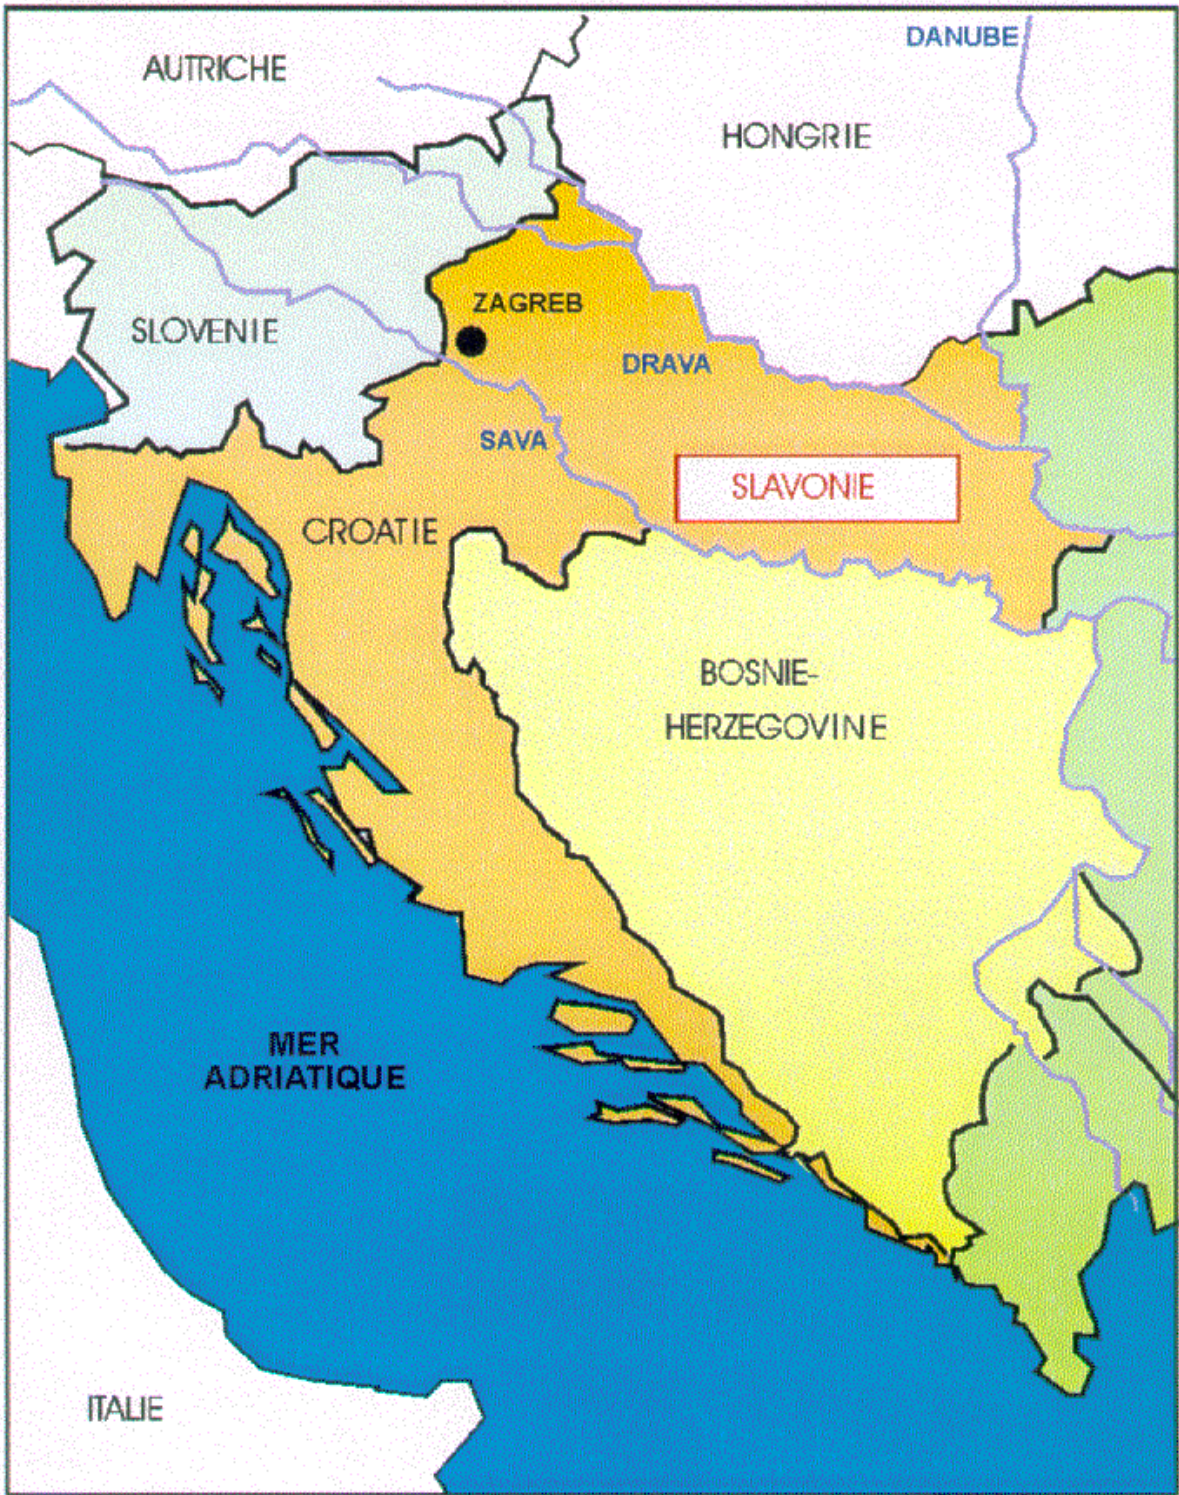 DANUBE
AUTRICHE
HONGRIE
ZAGREB
SLOVENIE
DRAVA
SAVA
SLAVONIE
CROATIE
BOSNIE-
HERZEGOVINE
MER
ADRIATIQUE
ITALIE